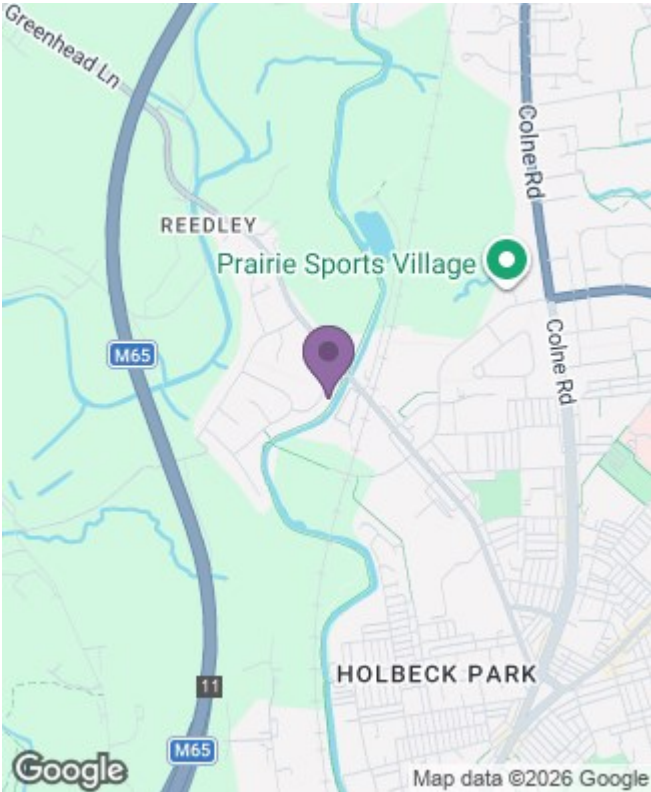 Greenhead Ln
Colne Rd
REEDLEY
Prairie Sports Village
M65
Colne Rd
HOLBECK PARK
11
M65
Google
Map data ©2026 Google